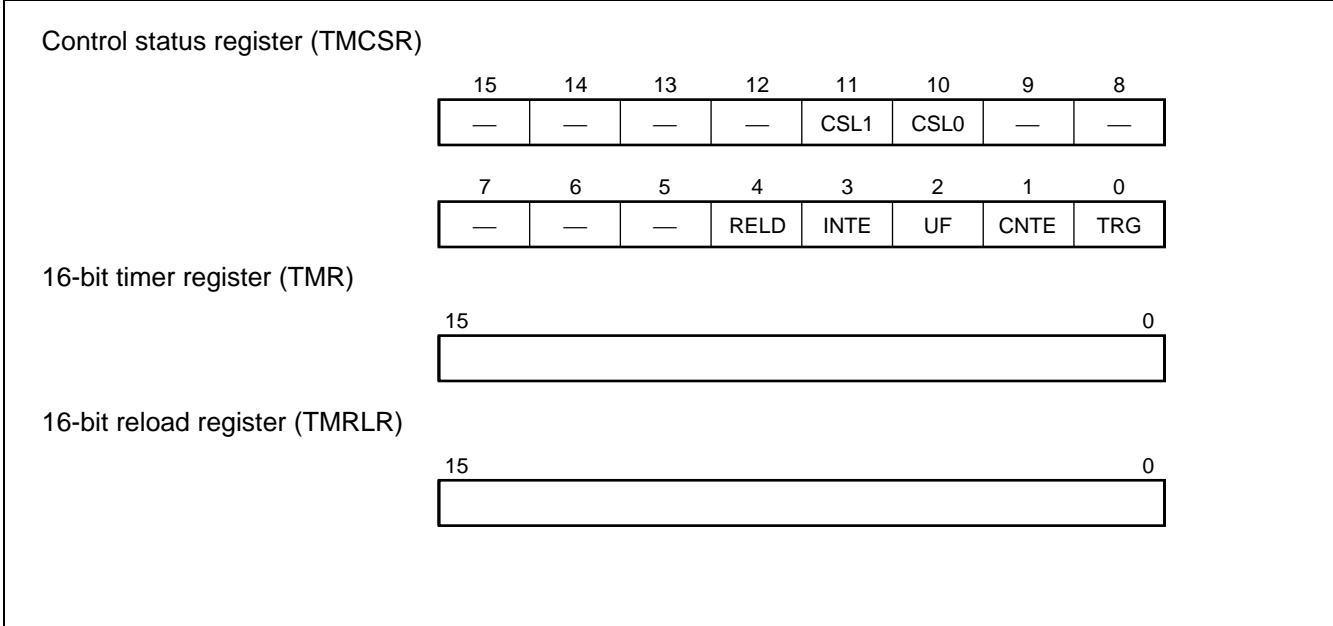 Control status register (TMCSR)
15 14 13 12 11 10 9 8
— — — — CSL1 CSL0 — —
7 6 5 4 3 2 1 0
— — — RELD INTE UF CNTE TRG
16-bit timer register (TMR)
15 0
16-bit reload register (TMRLR)
15 0